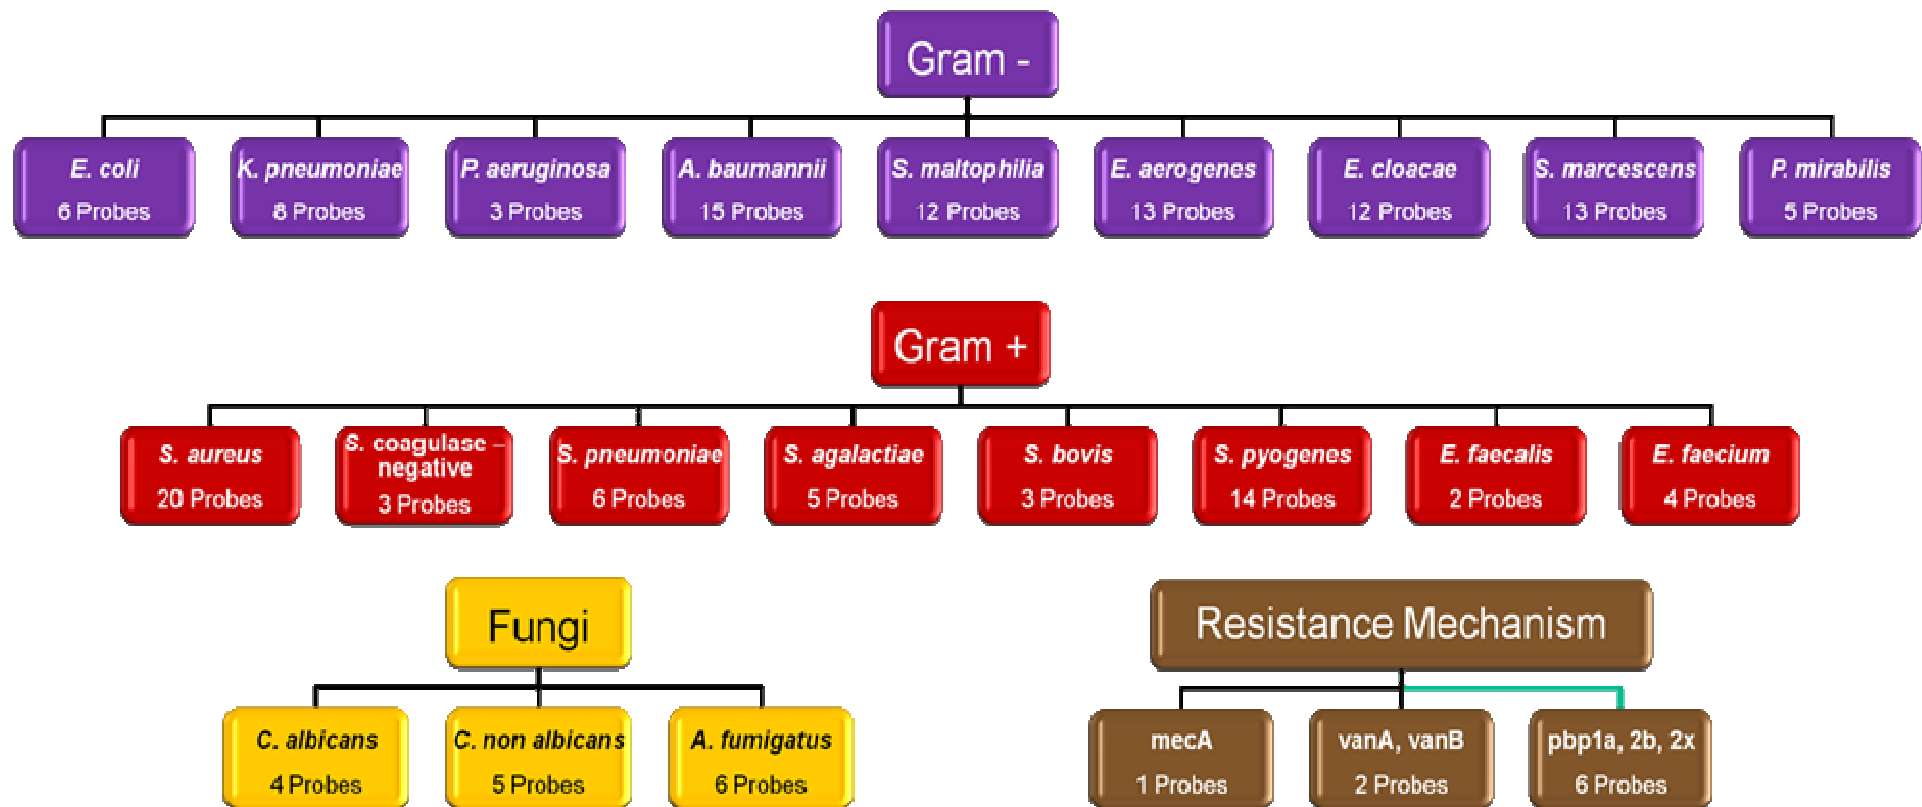 Gram -
E. coli
6 Probes
K. pneumoniae
8 Probes
P. aeruginosa
3 Probes
A. baumannii
15 Probes
S. maltophilia
12 Probes
E. aerogenes
13 Probes
E. cloacae
12 Probes
S. marcescens
13 Probes
P. mirabilis
5 Probes
Gram +
S. aureus
20 Probes
S. coagulase –
negative
3 Probes
S. pneumoniae
6 Probes
S. agalactiae
5 Probes
S. bovis
3 Probes
S. pyogenes
14 Probes
E. faecalis
2 Probes
E. faecium
4 Probes
Fungi
C. albicans
4 Probes
C. non albicans
5 Probes
A. fumigatus
6 Probes
Resistance Mechanism
mecA
1 Probes
vanA, vanB
2 Probes
pbp1a, 2b, 2x
6 Probes